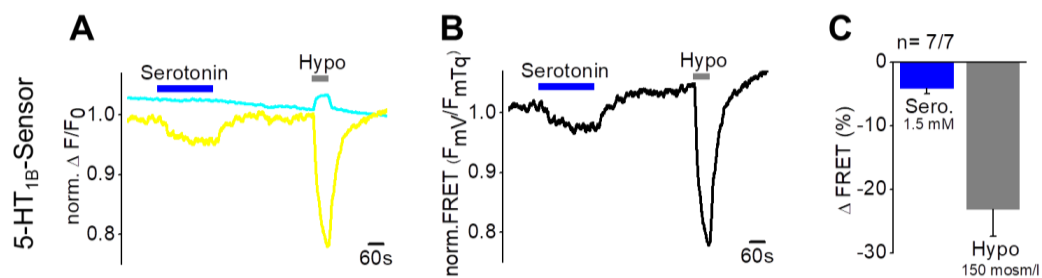 A
B
C
5-HT1B-Sensor
norm. Δ F/F0
1.0
0.9
0.8
Serotonin
Hypo
60s
norm.FRET (FmV/FmTq)
1.0
0.9
0.8
Serotonin
Hypo
60s
n= 7/7
Δ FRET (%)
0
-10
-20
-30
Sero.
1.5 mM
Hypo
150 mosm/l